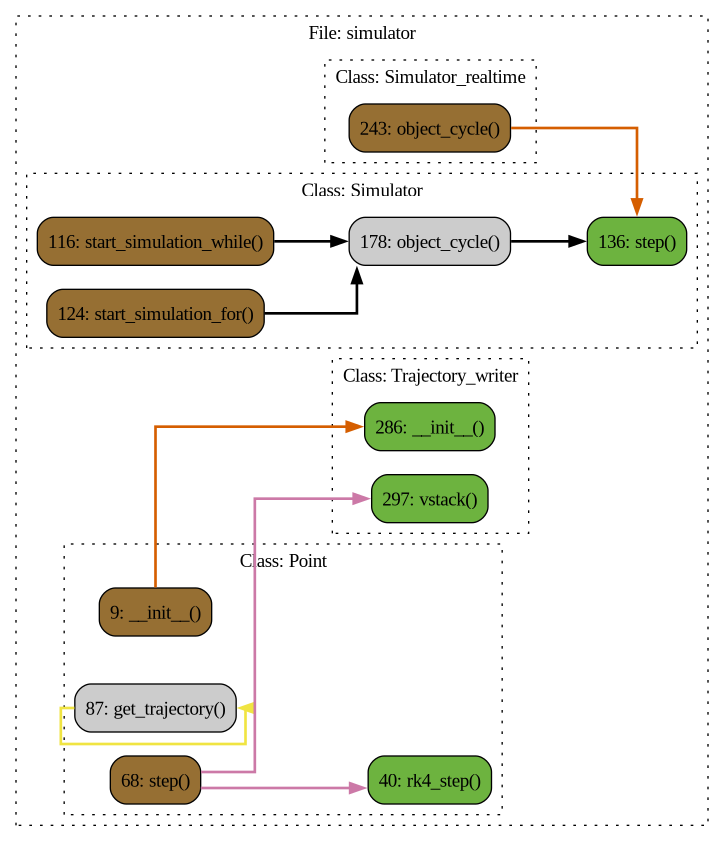 File: simulator
Class: Simulator_realtime
243: object_cycle()
Class: Simulator
116: start_simulation_while()
178: object_cycle()
136: step()
124: start_simulation_for()
Class: Trajectory_writer
286: __init__()
297: vstack()
Class: Point
9: __init__()
87: get_trajectory()
68: step()
40: rk4_step()